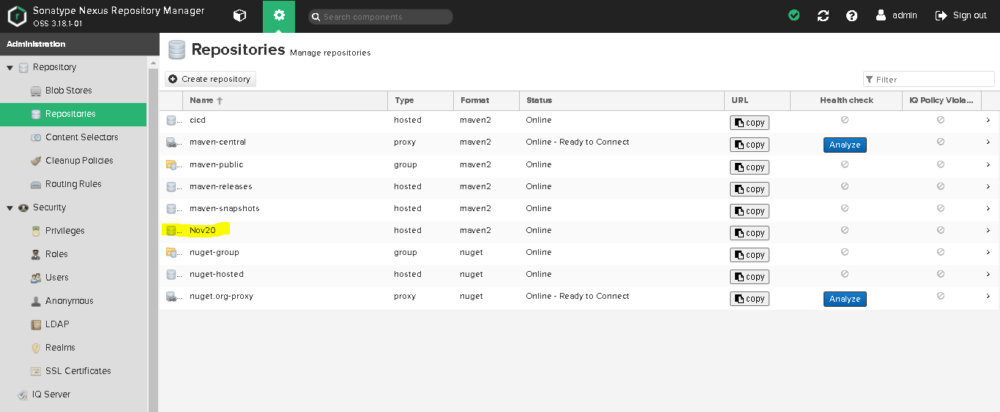 Sonatype Nexus Repository Manager
OSS 3.18.1-01
Search components
admin
Sign out
Administration
Repository
Blob Stores
Repositories
Content Selectors
Cleanup Policies
Routing Rules
Security
Privileges
Roles
Users
Anonymous
LDAP
Realms
SSL Certificates
IQ Server
Repositories Manage repositories
Create repository
Filter
Name Type Format Status URL Health check IQ Policy Viola...
... cicd hosted maven2 Online copy
... maven-central proxy maven2 Online - Ready to Connect copy Analyze
... maven-public group maven2 Online copy
... maven-releases hosted maven2 Online copy
... maven-snapshots hosted maven2 Online copy
... Nov20 hosted maven2 Online copy
... nuget-group group nuget Online copy
... nuget-hosted hosted nuget Online copy
... nuget.org-proxy proxy nuget Online - Ready to Connect copy Analyze